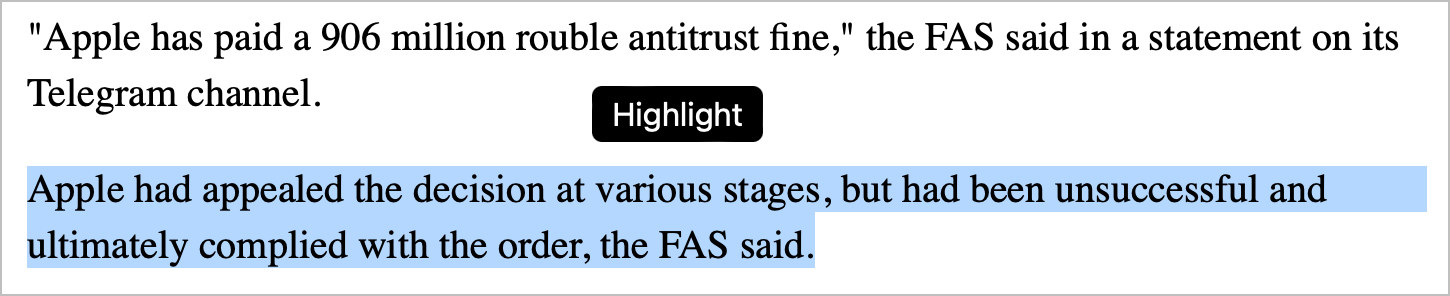 "Apple has paid a 906 million rouble antitrust fine," the FAS said in a statement on its
Telegram channel.
Highlight
Apple had appealed the decision at various stages, but had been unsuccessful and
ultimately complied with the order, the FAS said.